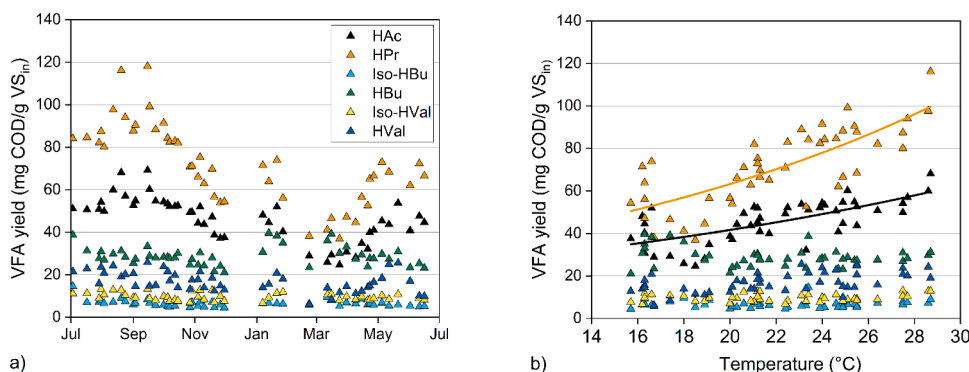 VFA yield (mg COD/g VSin)
140
120
100
80
60
40
20
0
HAc
HPr
Iso-HBu
HBu
Iso-HVal
HVal
Jul Sep Nov Jan Mar May Jul
a)
VFA yield (mg COD/g VSin)
140
120
100
80
60
40
20
0
14 16 18 20 22 24 26 28 30
Temperature (°C)
b)